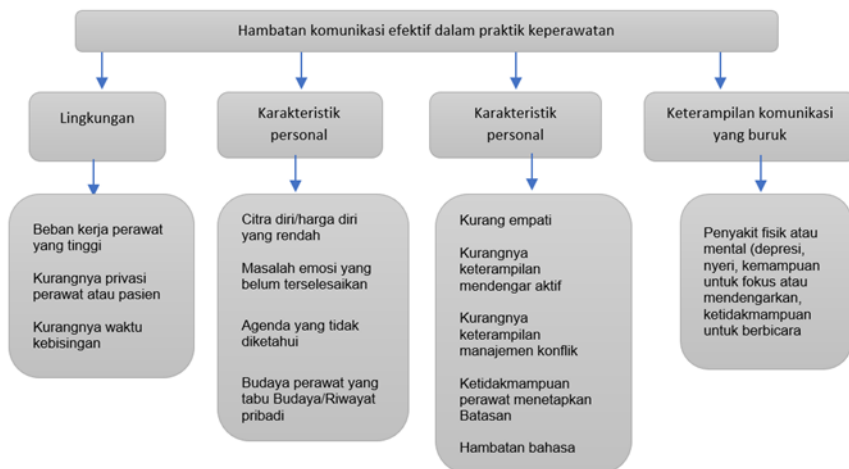 Hambatan komunikasi efektif dalam praktik keperawatan
Lingkungan
Karakteristik
personal
Karakteristik
personal
Keterampilan komunikasi
yang buruk
Beban kerja perawat
yang tinggi
Kurangnya privasi
perawat atau pasien
Kurangnya waktu
kebisingan
Citra diri/harga diri
yang rendah
Masalah emosi yang
belum terselesaikan
Agenda yang tidak
diketahui
Budaya perawat yang
tabu Budaya/Riwayat
pribadi
Kurang empati
Kurangnya
keterampilan
mendengar aktif
Kurangnya
keterampilan
manajemen konflik
Ketidakmampuan
perawat menetapkan
Batasan
Hambatan bahasa
Penyakit fisik atau
mental (depresi,
nyeri, kemampuan
untuk fokus atau
mendengarkan,
ketidakmampuan
untuk berbicara